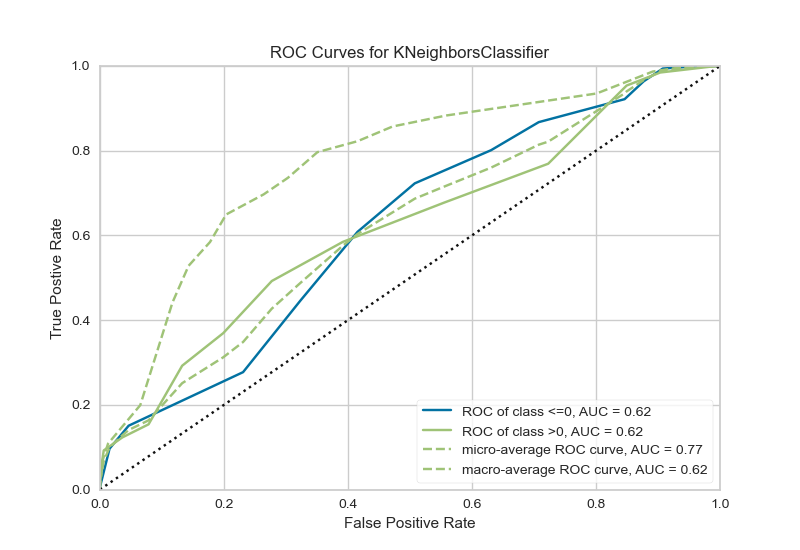 ROC Curves for KNeighborsClassifier
1.0
0.8
0.6
0.4
0.2
0.0
True Postive Rate
0.0 0.2 0.4 0.6 0.8 1.0
False Positive Rate
ROC of class <=0, AUC = 0.62
ROC of class >0, AUC = 0.62
micro-average ROC curve, AUC = 0.77
macro-average ROC curve, AUC = 0.62